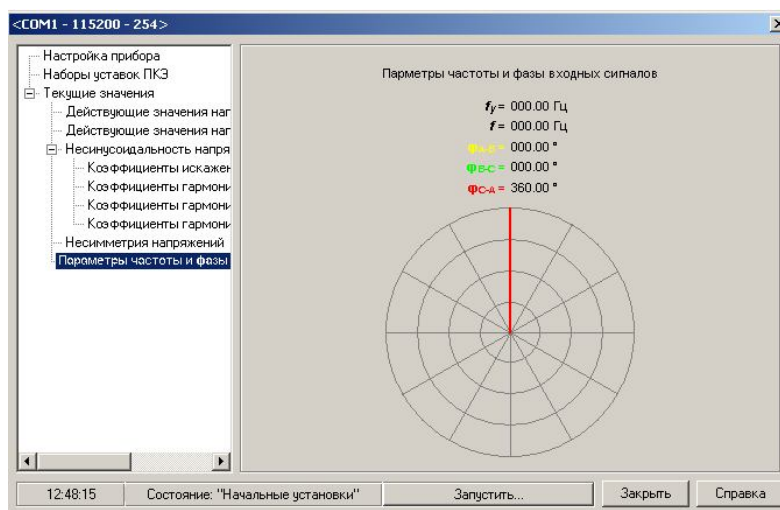 <COM1 - 115200 - 254>
Настройка прибора
Наборы уставок ПКЭ
Текущие значения
Действующие значения наг
Действующие значения наг
Несинусоидальность напря
Коэффициенты искажен
Коэффициенты гармони
Коэффициенты гармони
Коэффициенты гармони
Несимметрия напряжений
Параметры частоты и фазы
Парметры частоты и фазы входных сигналов
fy = 000.00 Гц
f = 000.00 Гц
φA-B = 000.00 °
φB-C = 000.00 °
φC-A = 360.00 °
12:48:15 Состояние: "Начальные установки" Запустить... Закрыть Справка